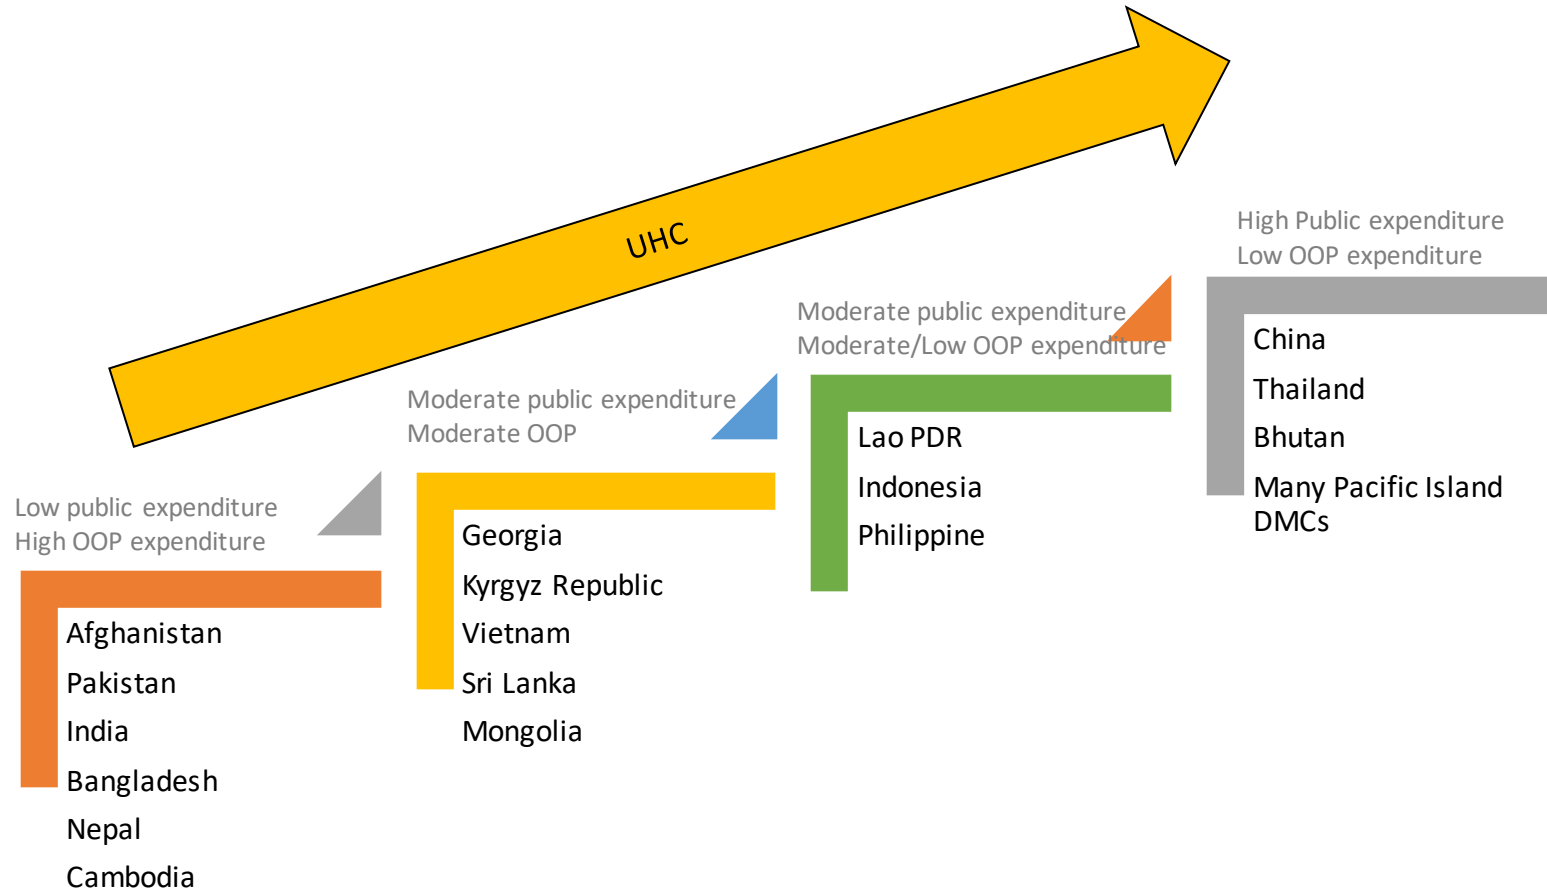 UHC
Low public expenditure
High OOP expenditure
Afghanistan
Pakistan
India
Bangladesh
Nepal
Cambodia
Moderate public expenditure
Moderate OOP
Georgia
Kyrgyz Republic
Vietnam
Sri Lanka
Mongolia
Moderate public expenditure
Moderate/Low OOP expenditure
Lao PDR
Indonesia
Philippine
High Public expenditure
Low OOP expenditure
China
Thailand
Bhutan
Many Pacific Island
DMCs